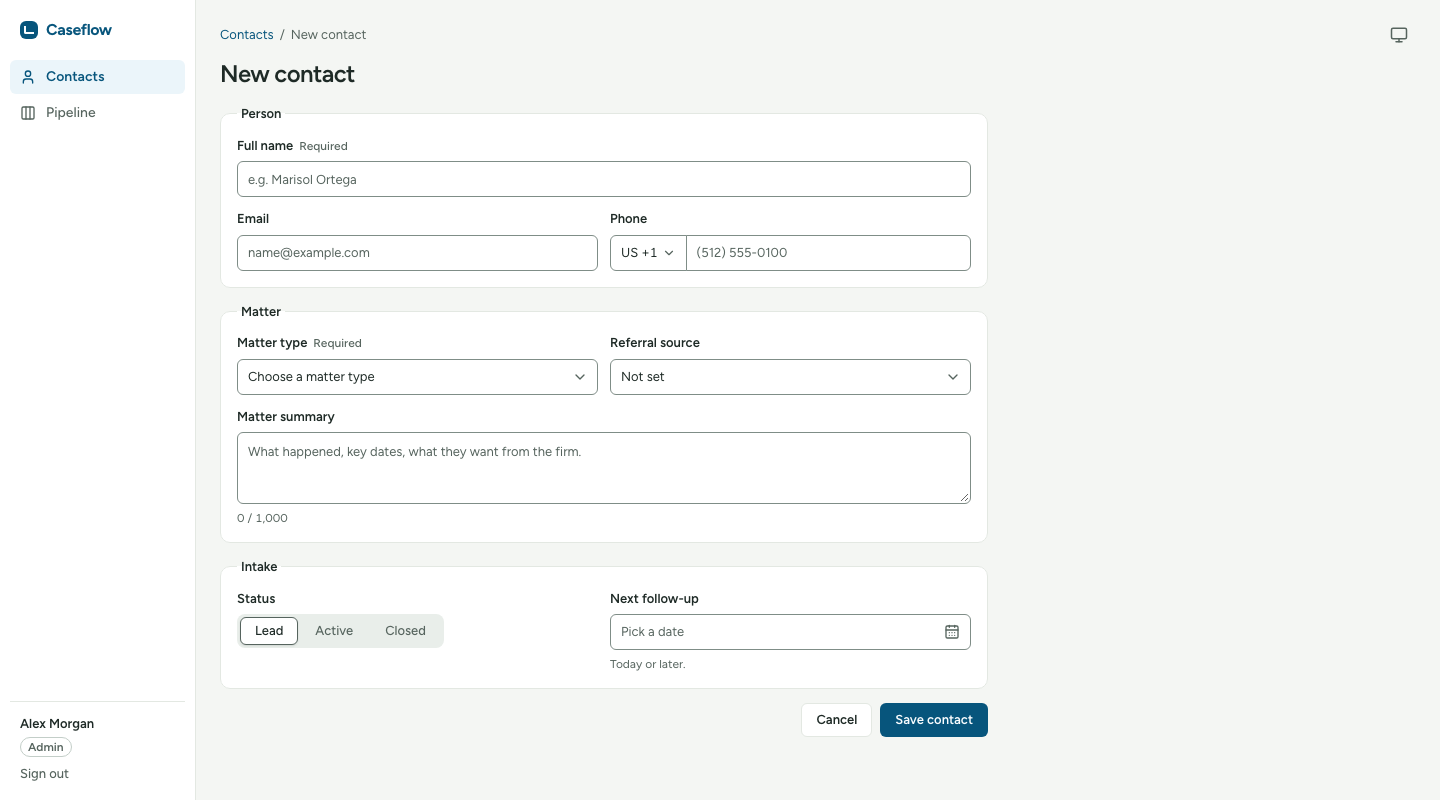 Caseflow
Contacts
Pipeline
Alex Morgan
Admin
Sign out
Contacts / New contact
New contact
Person
Full name Required
e.g. Marisol Ortega
Email
name@example.com
Phone
US +1
(512) 555-0100
Matter
Matter type Required
Choose a matter type
Referral source
Not set
Matter summary
What happened, key dates, what they want from the firm.
0 / 1,000
Intake
Status
Lead Active Closed
Next follow-up
Pick a date
Today or later.
Cancel
Save contact